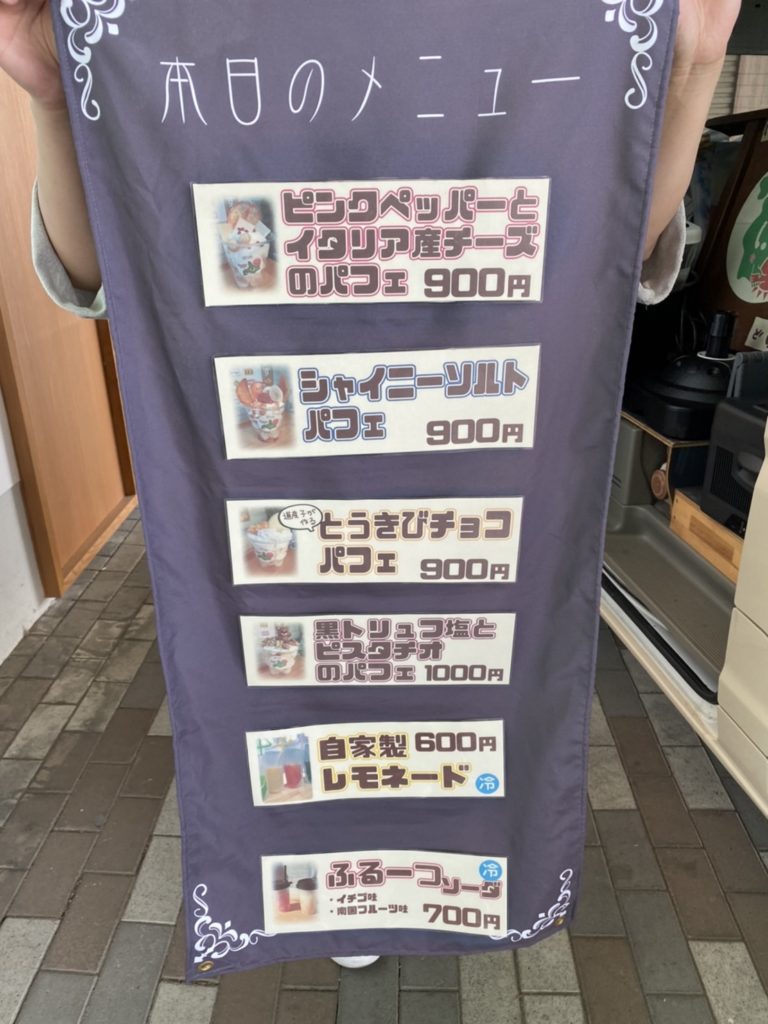 本日のメニュー
ピンクペッパーと
イタリア産チーズ
のパフェ 900円
シャイニーソルト
パフェ 900円
道産子が
作る
とうきびチョコ
パフェ 900円
黒トリュフ塩と
ピスタチオ
のパフェ 1000円
自家製 600円
レモネード 冷
冷
ふるーつソーダ
・イチゴ味
・南国フルーツ味 700円